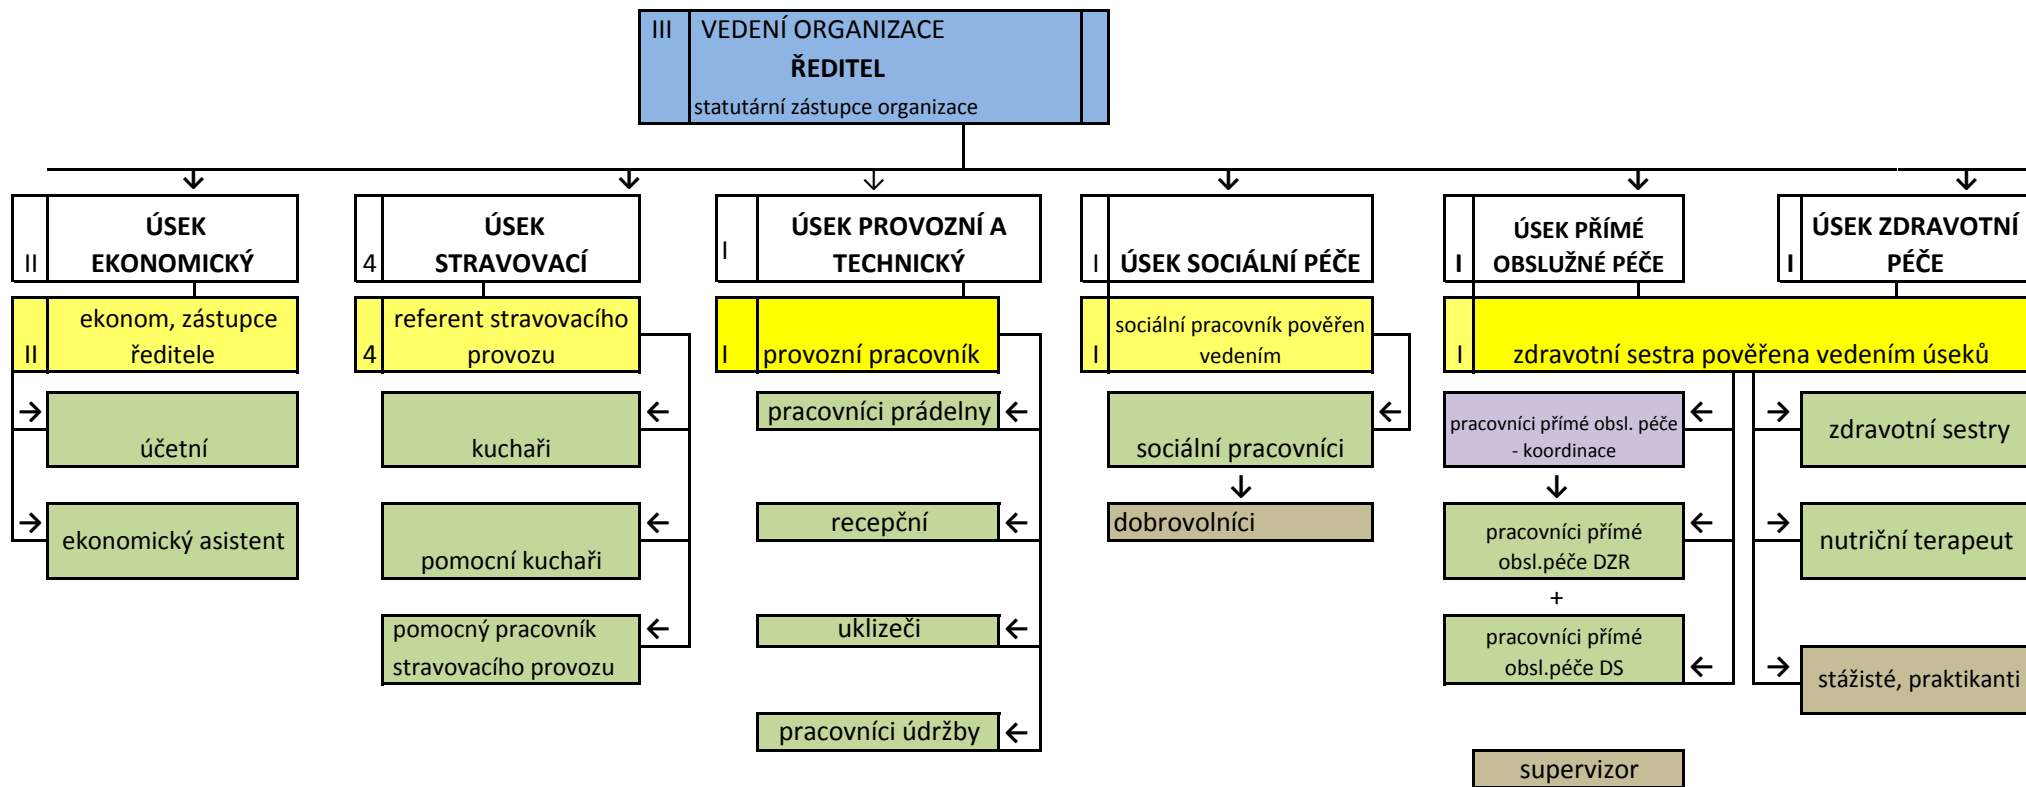 III VEDENÍ ORGANIZACE
ŘEDITEL
statutární zástupce organizace
II ÚSEK
EKONOMICKÝ
4 ÚSEK
STRAVOVACÍ
I ÚSEK PROVOZNÍ A
TECHNICKÝ
I ÚSEK SOCIÁLNÍ PÉČE
I ÚSEK PŘÍMÉ
OBSLUŽNÉ PÉČE
I ÚSEK ZDRAVOTNÍ
PÉČE
II ekonom, zástupce
ředitele
4 referent stravovacího
provozu
I provozní pracovník
I sociální pracovník pověřen
vedením
I zdravotní sestra pověřena vedením úseků
účetní
kuchaři
pracovníci prádelny
sociální pracovníci
pracovníci přímé obsl. péče
- koordinace
zdravotní sestry
ekonomický asistent
pomocní kuchaři
recepční
dobrovolníci
pracovníci přímé
obsl.péče DZR
nutriční terapeut
+
pomocný pracovník
stravovacího provozu
uklizeči
pracovníci přímé
obsl.péče DS
stážisté, praktikanti
pracovníci údržby
supervizor